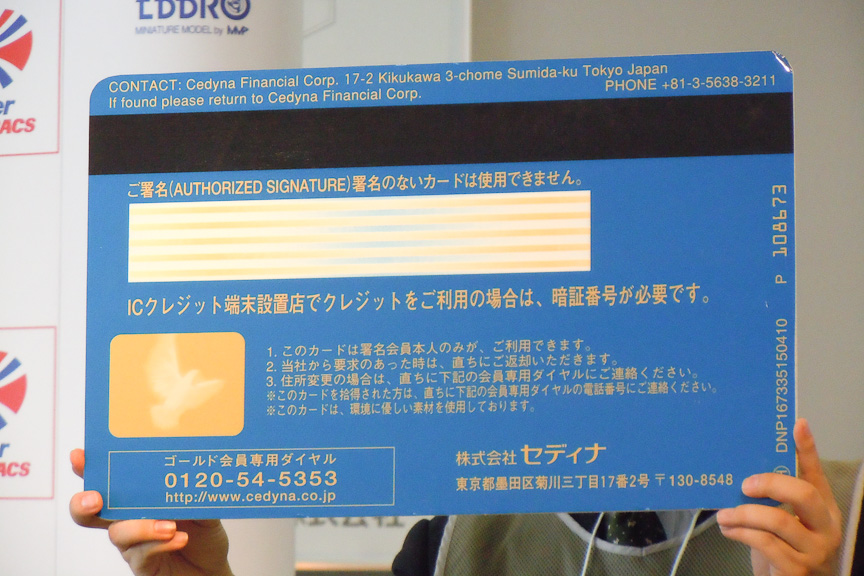 EBBRO
MINIATURE MODEL by MMP
CONTACT: Cedyna Financial Corp. 17-2 Kikukawa 3-chome Sumida-ku Tokyo Japan
If found please return to Cedyna Financial Corp.
PHONE +81-3-5638-3211
ご署名(AUTHORIZED SIGNATURE)署名のないカードは使用できません。
ICクレジット端末設置店でクレジットをご利用の場合は、暗証番号が必要です。
1. このカードは署名会員本人のみが、ご利用できます。
2. 当社から要求のあった時は、直ちにご返却いただきます。
3. 住所変更の場合は、直ちに下記の会員専用ダイヤルにご連絡ください。
※このカードを拾得された方は、直ちに下記の会員専用ダイヤルの電話番号にご連絡ください。
※このカードは、環境に優しい素材を使用しております。
ゴールド会員専用ダイヤル
0120-54-5353
http://www.cedyna.co.jp
株式会社 セディナ
東京都墨田区菊川三丁目17番2号 〒130-8548
DNP167335150410 P 108673
er
RACS
ACS
株式会社